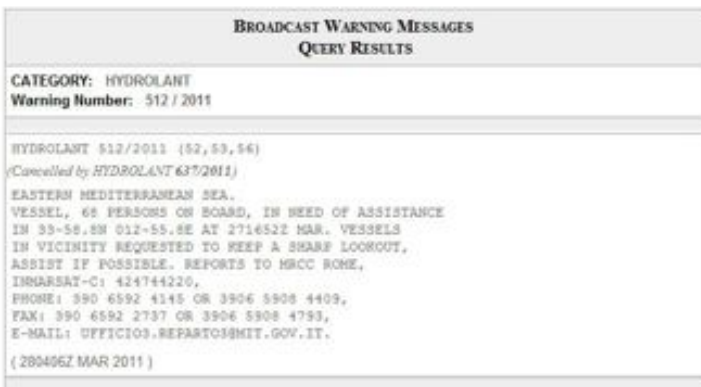 BROADCAST WARNING MESSAGES
QUERY RESULTS
CATEGORY: HYDROLANT
Warning Number: 512 / 2011
HYDROLANT 512/2011 (52,53,56)
(Cancelled by HYDROLANT 637/2011)
EASTERN MEDITERRANEAN SEA.
VESSEL, 68 PERSONS ON BOARD, IN NEED OF ASSISTANCE
IN 33-58.8N 012-55.8E AT 271652Z MAR. VESSELS
IN VICINITY REQUESTED TO KEEP A SHARP LOOKOUT,
ASSIST IF POSSIBLE. REPORTS TO MRCC ROME,
INMARSAT-C: 424744220,
PHONE: 390 6592 4145 OR 3906 5908 4409,
FAX: 390 6592 2737 OR 3906 5908 4793,
E-MAIL: UFFICIO3.REPARTO3@MIT.GOV.IT.
( 280406Z MAR 2011 )